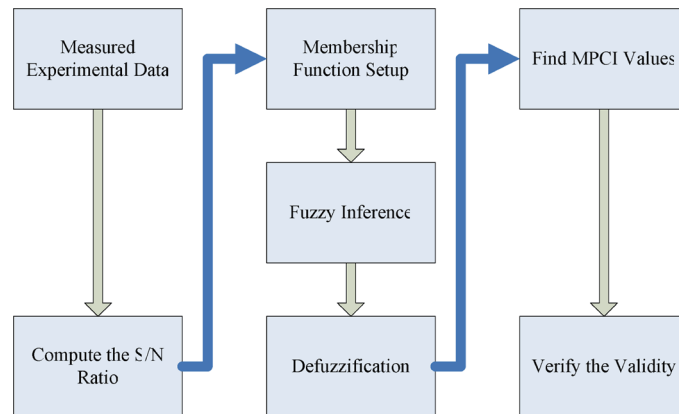 Measured
Experimental Data
Compute the S/N
Ratio
Membership
Function Setup
Fuzzy Inference
Defuzzification
Find MPCI Values
Verify the Validity